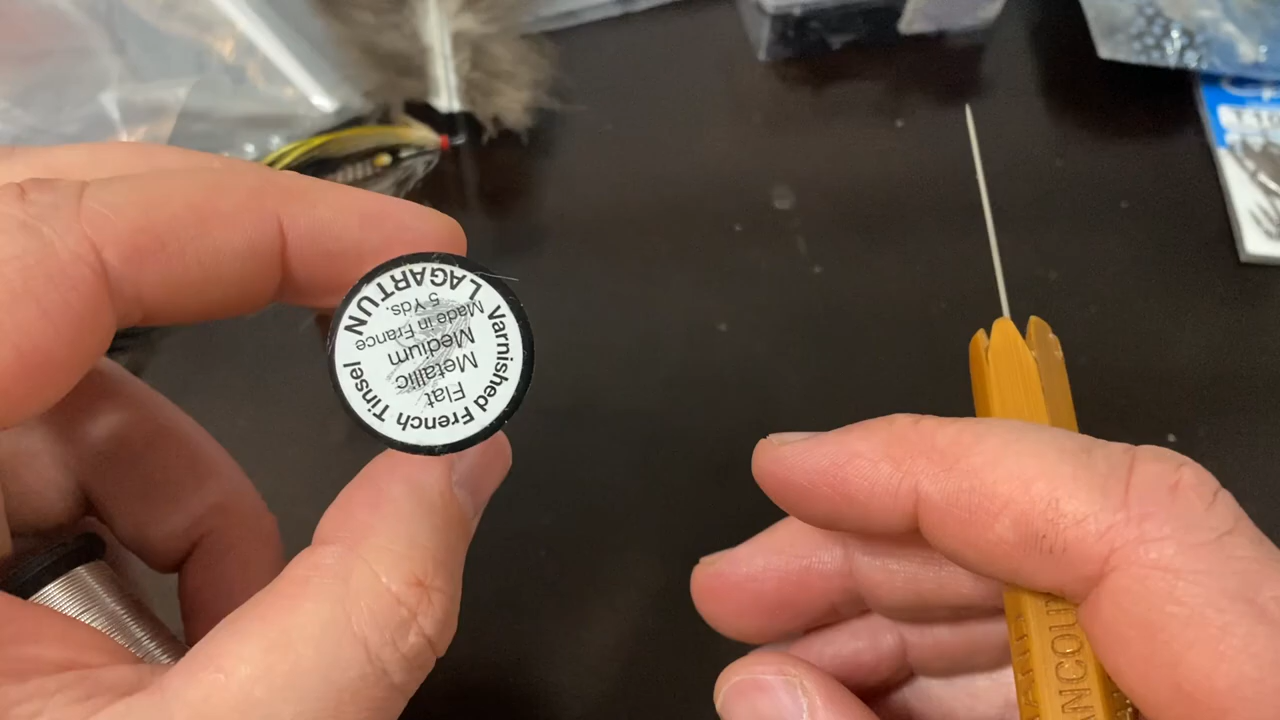 LAGARTUN
Varnished French Tinsel
Flat
Metallic
Medium
Made in France
5 Yds.